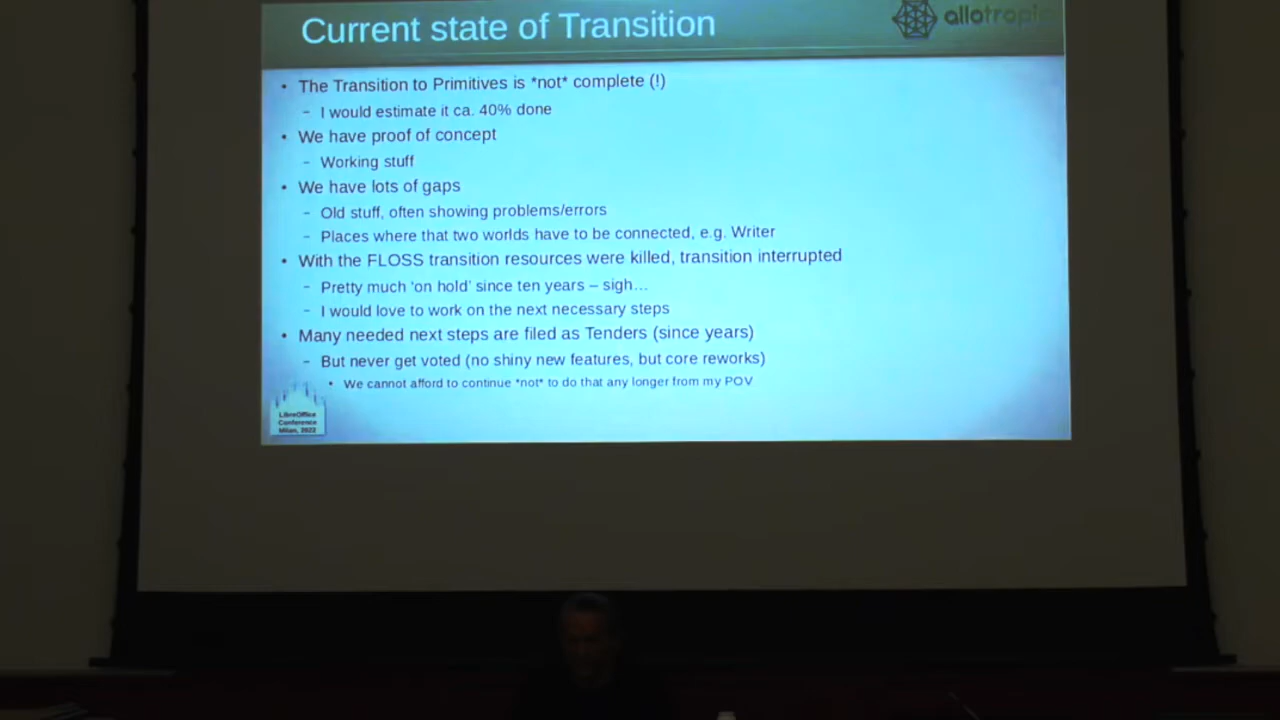 Current state of Transition
allotropia
• The Transition to Primitives is *not* complete (!)
– I would estimate it ca. 40% done
• We have proof of concept
– Working stuff
• We have lots of gaps
– Old stuff, often showing problems/errors
– Places where that two worlds have to be connected, e.g. Writer
• With the FLOSS transition resources were killed, transition interrupted
– Pretty much ‘on hold’ since ten years – sigh…
– I would love to work on the next necessary steps
• Many needed next steps are filed as Tenders (since years)
– But never get voted (no shiny new features, but core reworks)
• We cannot afford to continue *not* to do that any longer from my POV
LibreOffice
Conference
Milan, 2022